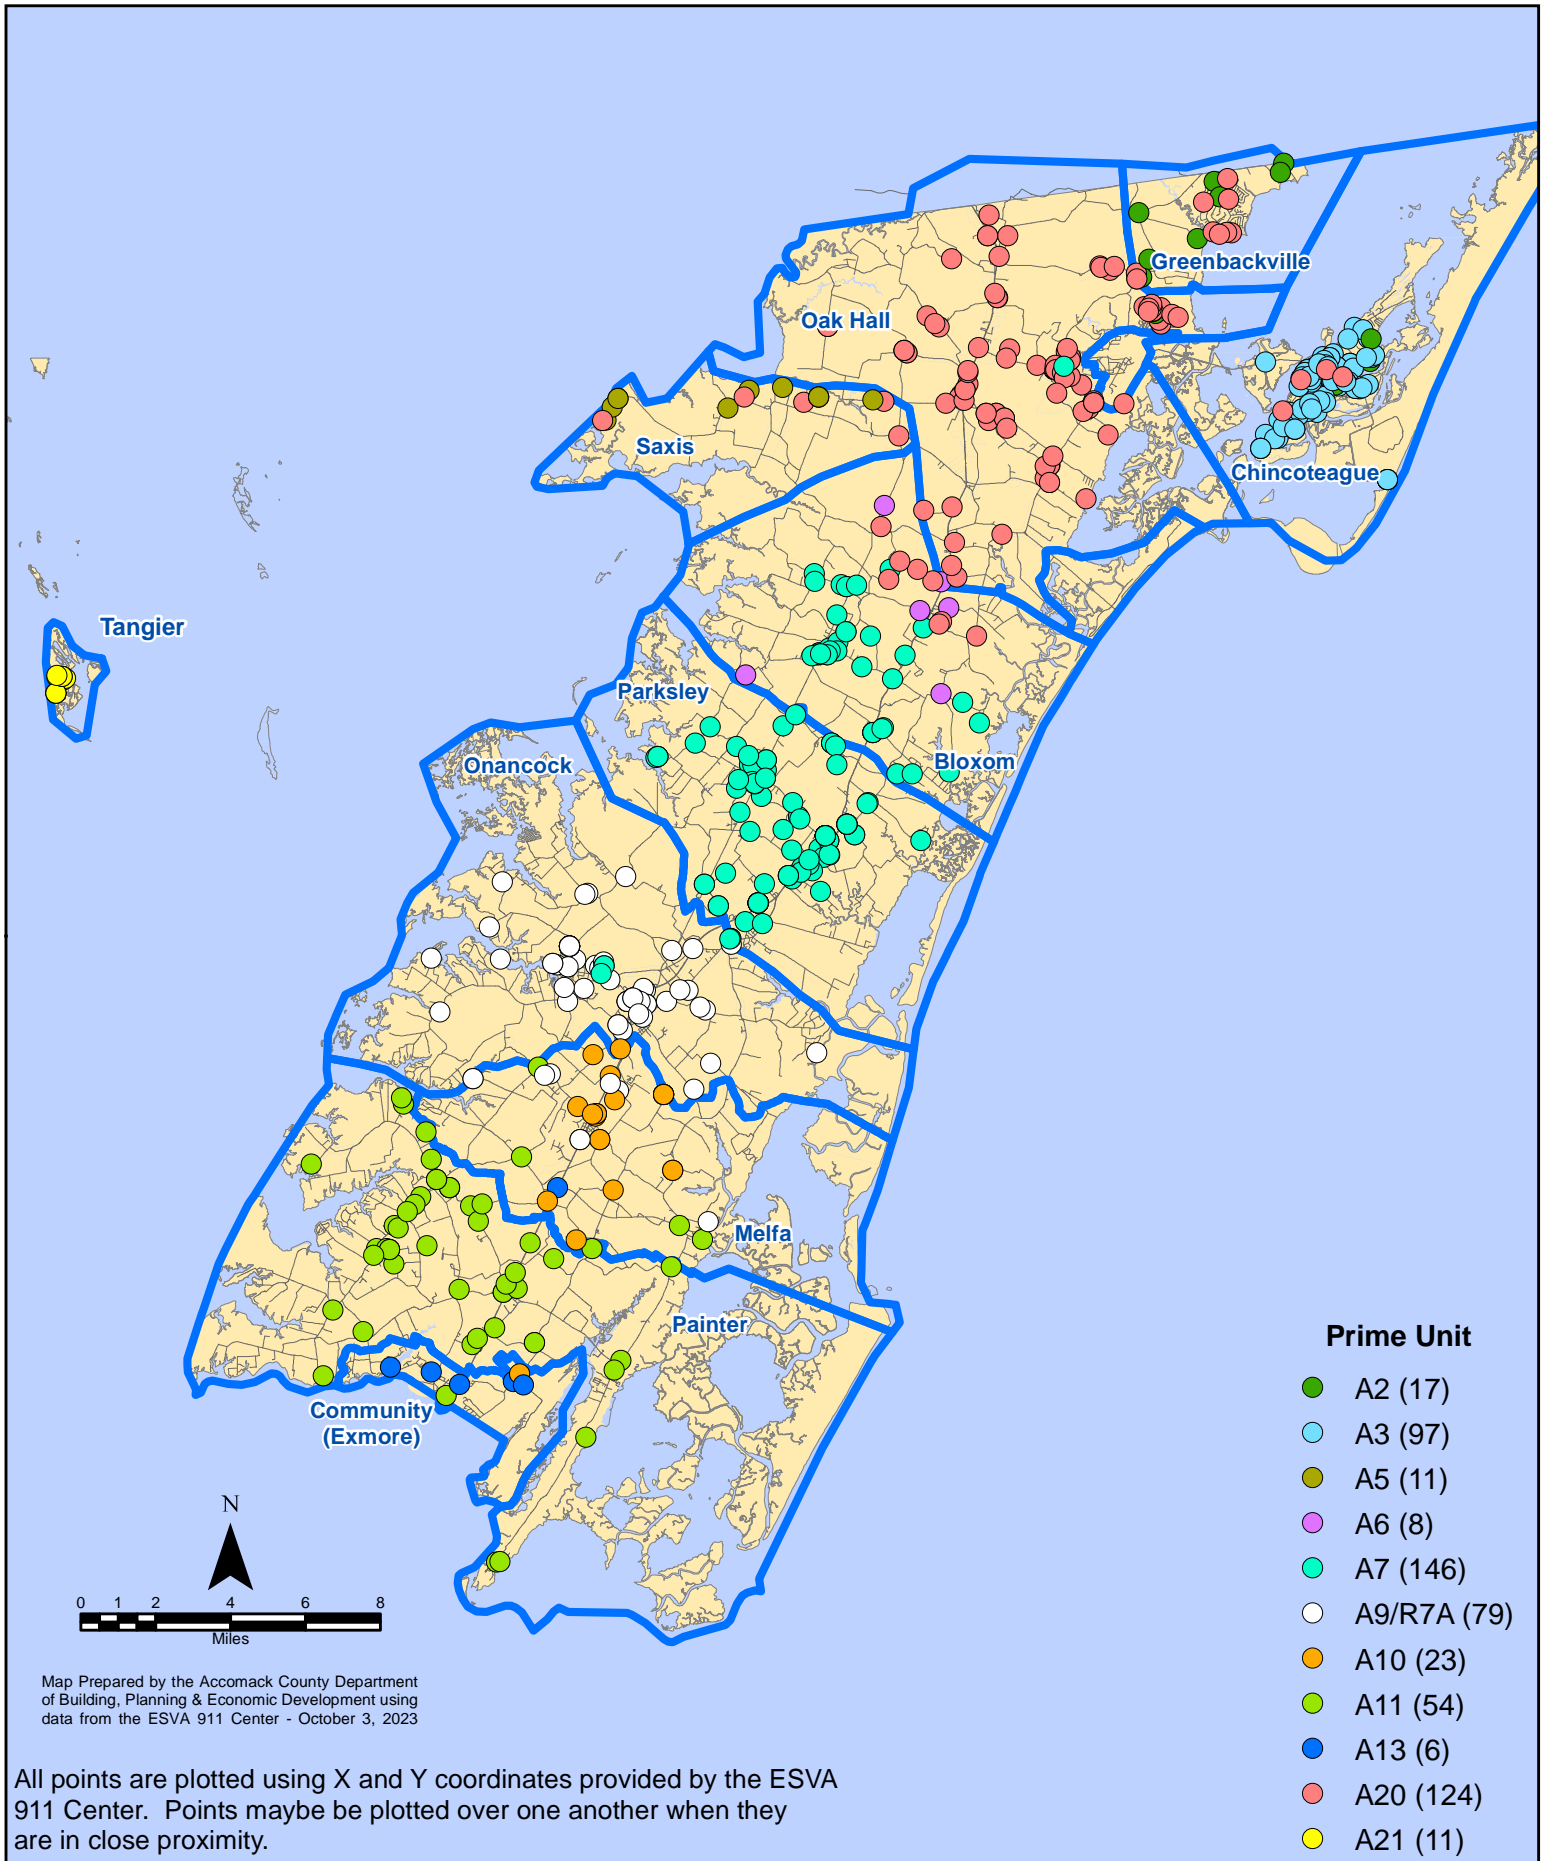 Greenbackville
Oak Hall
Saxis
Chincoteague
Tangier
Parksley
Bloxom
Onancock
Melfa
Painter
Community
(Exmore)
Prime Unit
A2 (17)
A3 (97)
A5 (11)
A6 (8)
A7 (146)
A9/R7A (79)
A10 (23)
A11 (54)
A13 (6)
A20 (124)
A21 (11)
N
0 1 2 4 6 8
Miles
Map Prepared by the Accomack County Department
of Building, Planning & Economic Development using
data from the ESVA 911 Center - October 3, 2023
All points are plotted using X and Y coordinates provided by the ESVA
911 Center. Points maybe be plotted over one another when they
are in close proximity.